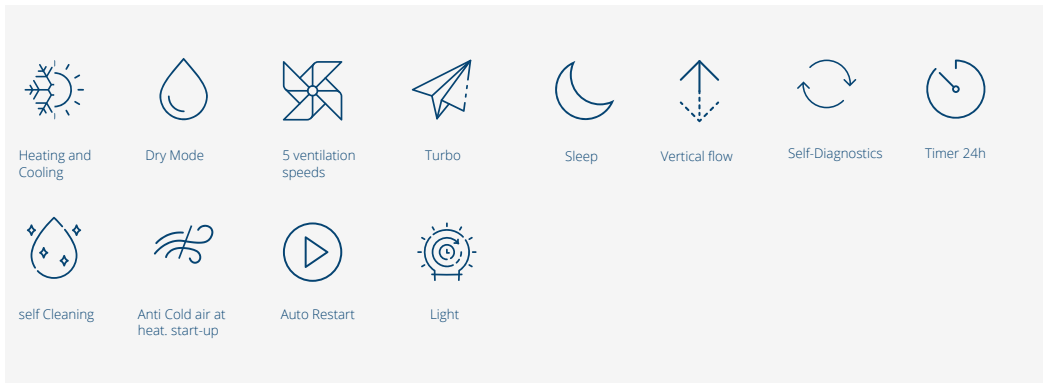 Heating and
Cooling
Dry Mode
5 ventilation
speeds
Turbo
Sleep
Vertical flow
Self-Diagnostics
Timer 24h
self Cleaning
Anti Cold air at
heat. start-up
Auto Restart
Light